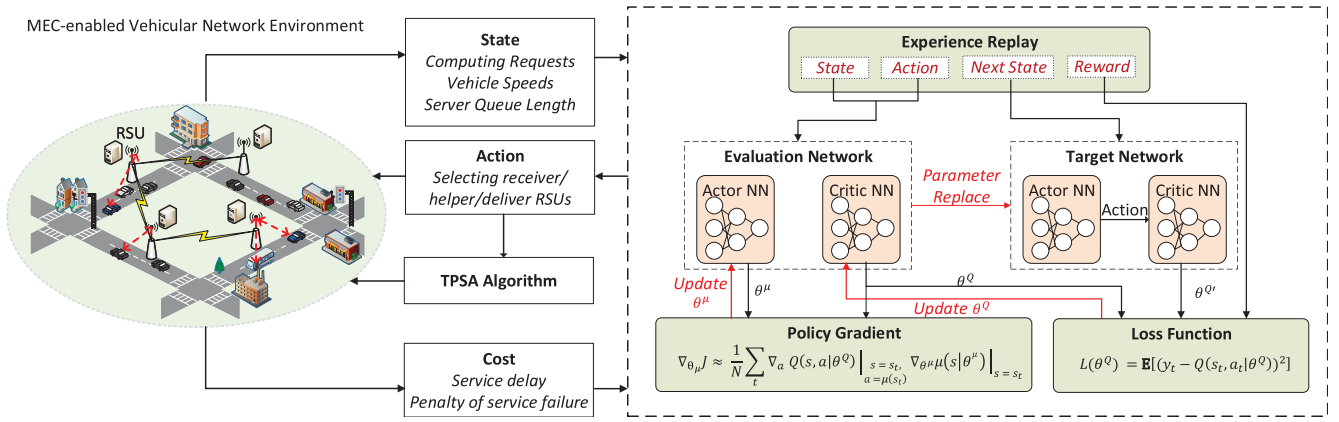 MEC-enabled Vehicular Network Environment
RSU
State
Computing Requests
Vehicle Speeds
Server Queue Length
Action
Selecting receiver/
helper/deliver RSUs
TPSA Algorithm
Cost
Service delay
Penalty of service failure
Experience Replay
State
Action
Next State
Reward
Evaluation Network
Actor NN
Critic NN
Parameter
Replace
Target Network
Actor NN
Action
Critic NN
Update
θ^μ
θ^μ
θ^Q
Update θ^Q
θ^{Q′}
Policy Gradient
∇_{θ_μ} J ≈ \frac{1}{N} ∑_t ∇_a Q(s, a|θ^Q)|_{s = s_t, a=μ(s_t)} ∇_{θ^μ} μ(s|θ^μ)|_{s = s_t}
Loss Function
L(θ^Q) = 𝐄[(y_t − Q(s_t, a_t|θ^Q))^2]